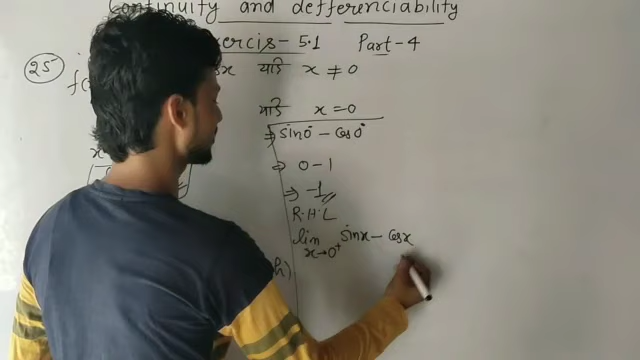 Continuity and defferenciability
5.1 Part-4
25 x यदि x ≠ 0
यदि x = 0
⇒ sin0° - cos0°
⇒ 0 - 1
⇒ -1
R.H.L
lim sinx - cosx
x→0⁺
h)